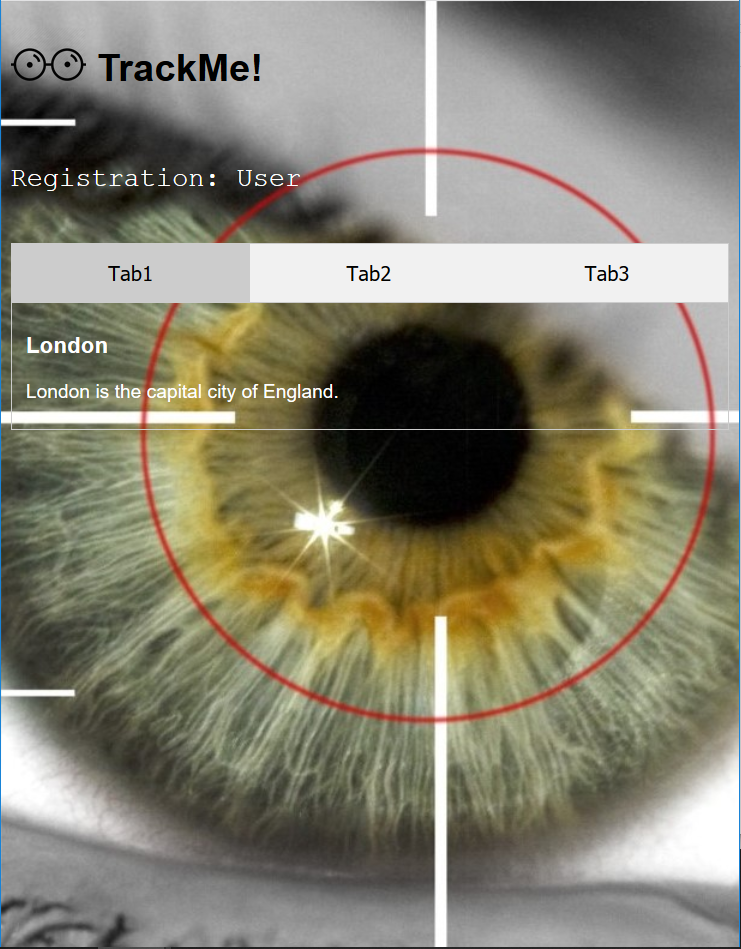 TrackMe!
Registration: User
Tab1 Tab2 Tab3
London
London is the capital city of England.